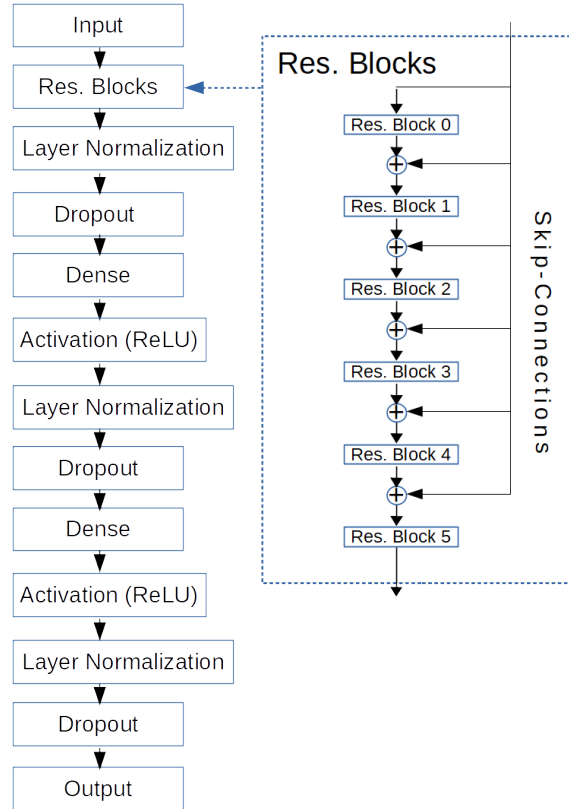 Input
Res. Blocks
Layer Normalization
Dropout
Dense
Activation (ReLU)
Layer Normalization
Dropout
Dense
Activation (ReLU)
Layer Normalization
Dropout
Output
Res. Blocks
Res. Block 0
+
Res. Block 1
+
Res. Block 2
+
Res. Block 3
+
Res. Block 4
+
Res. Block 5
Skip-Connections